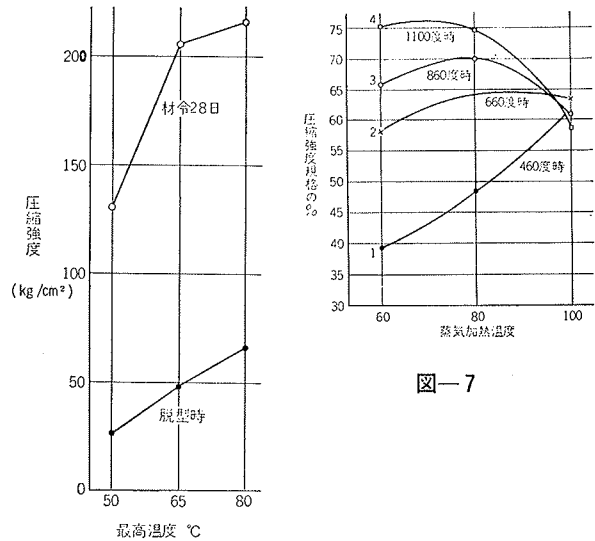 200
150
100
50
0
圧縮強度
(kg/cm²)
材令28日
脱型時
50 65 80
最高温度 ℃
75
70
65
60
55
50
45
40
35
30
圧縮強度規格の%
4
1100度時
3
860度時
2
660度時
460度時
1
60 80 100
蒸気加熱温度
図—7